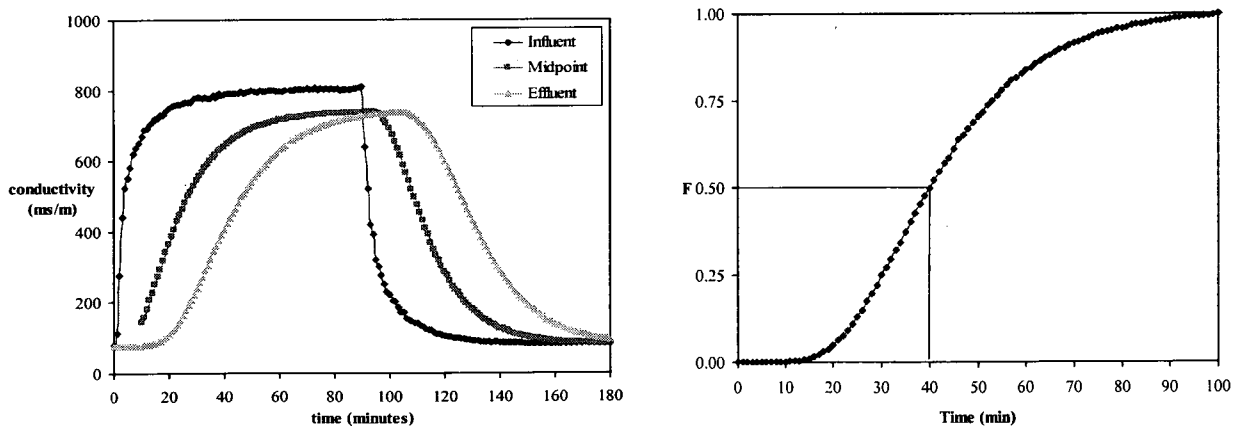 1000
800
600
400
200
0
conductivity
(ms/m)
Influent
Midpoint
Effluent
0 20 40 60 80 100 120 140 160 180
time (minutes)
1.00
0.75
F 0.50
0.25
0.00
0 10 20 30 40 50 60 70 80 90 100
Time (min)